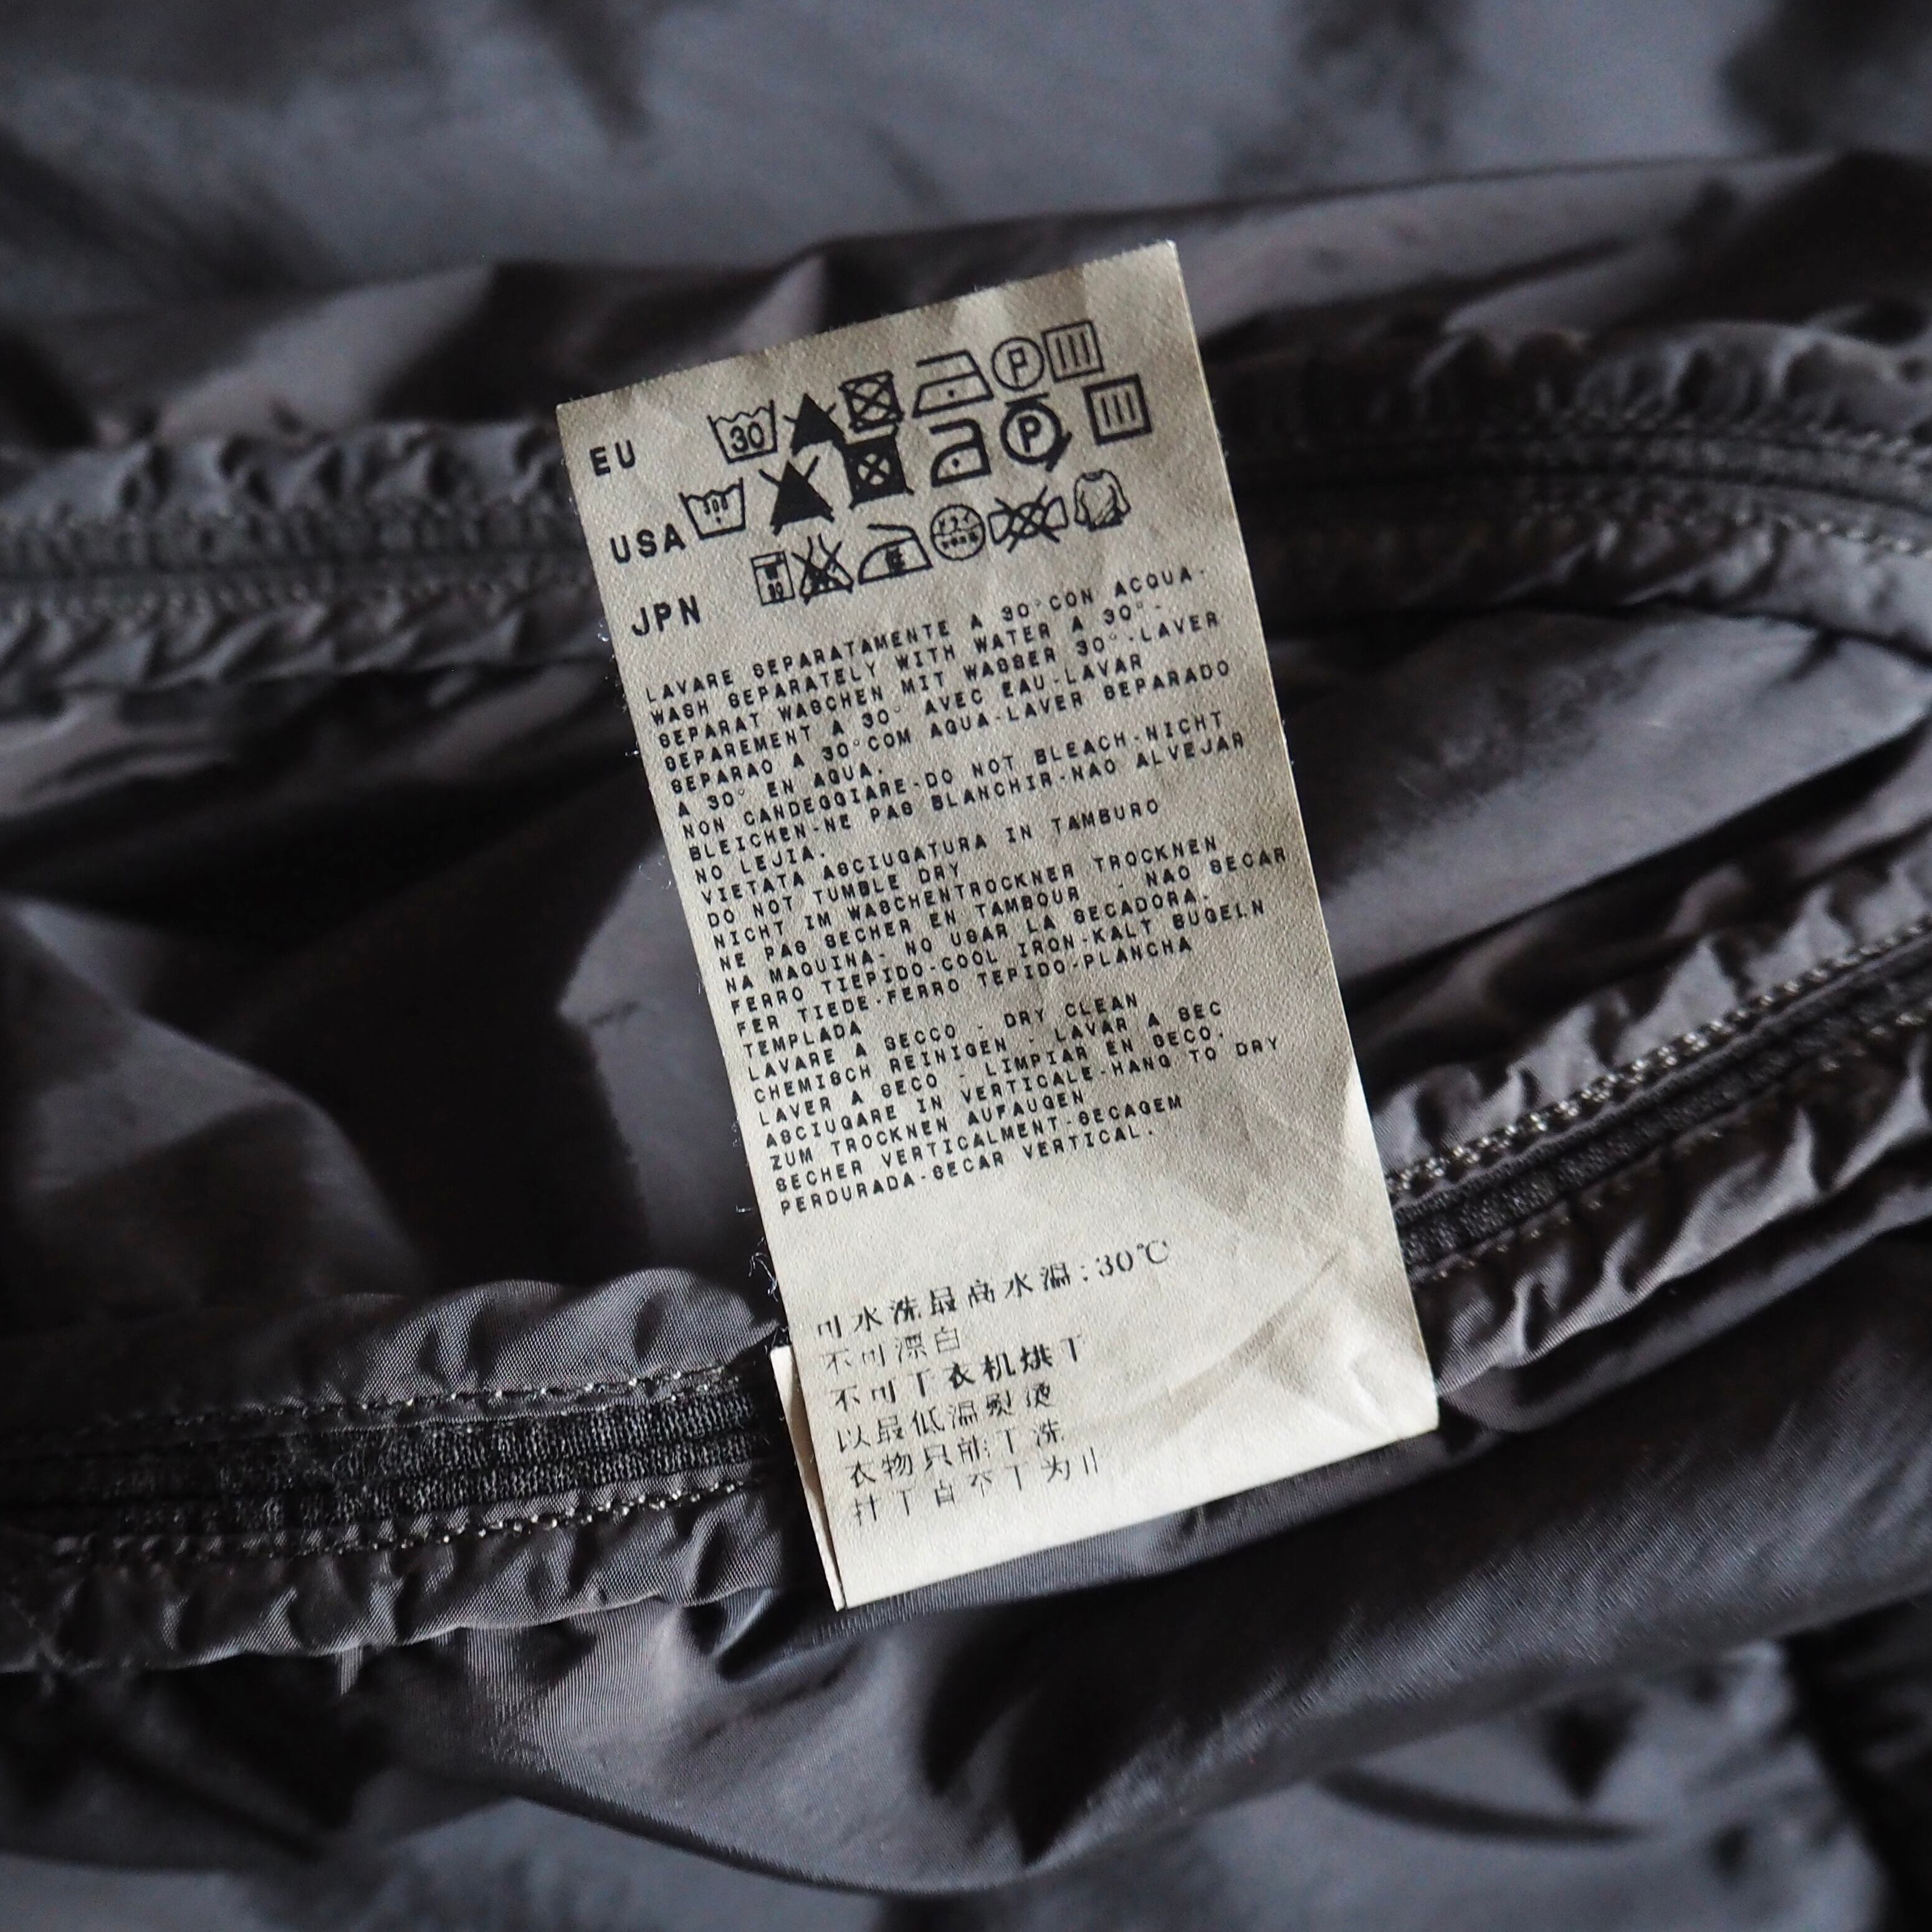 EU 30 P
USA P
JPN
LAVARE SEPARATAMENTE A 30° CON ACQUA-
WASH SEPARATELY WITH WATER A 30°-
SEPARAT WASCHEN MIT WASSER 30°-LAVER
SEPAREMENT A 30° AVEC EAU-LAVAR
SEPARAO A 30°COM AGUA-LAVER SEPARADO
A 30° EN AGUA.
NON CANDEGGIARE-DO NOT BLEACH-NICHT
BLEICHEN-NE PAS BLANCHIR-NAO ALVEJAR
NO LEJIA.
VIETATA ASCIUGATURA IN TAMBURO
DO NOT TUMBLE DRY
NICHT IM WASCHENTROCKNER TROCKNEN
NE PAS SECHER EN TAMBOUR - NAO SECAR
NA MAQUINA- NO USAR LA SECADORA.
FERRO TIEPIDO-COOL IRON-KALT BUGELN
FER TIEDE-FERRO TEPIDO-PLANCHA
TEMPLADA
LAVARE A SECCO - DRY CLEAN
CHEMISCH REINIGEN - LAVAR A SEC
LAVER A SECO - LIMPIAR EN SECO.
ASCIUGARE IN VERTICALE-HANG TO DRY
ZUM TROCKNEN AUFAUGEN
SECHER VERTICALMENT-SECAGEM
PERDURADA-SECAR VERTICAL.
可水洗最高水温:30℃
不可漂白
不可干衣机烘干
以最低温熨烫
衣物只能干洗